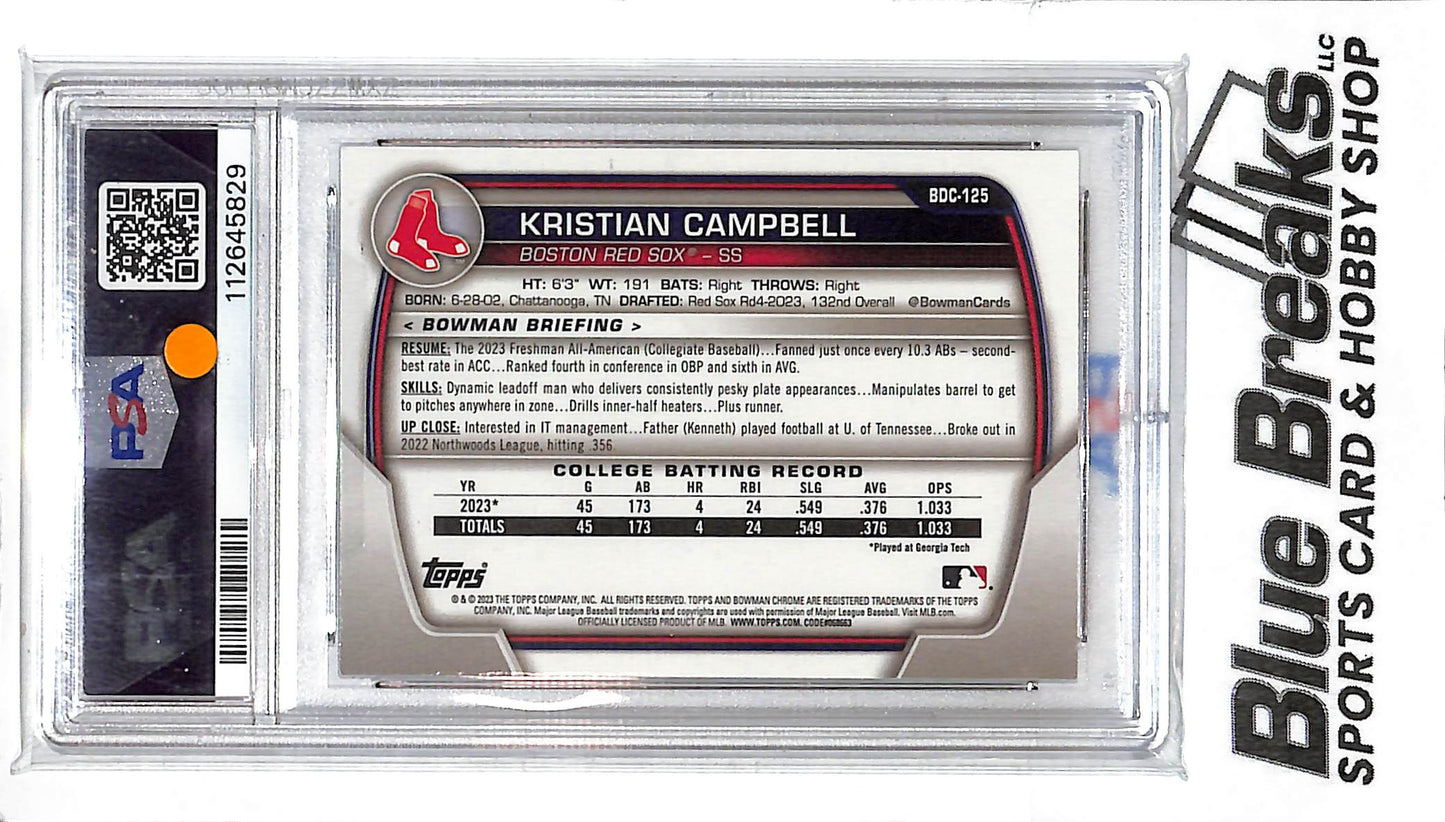 112645829
PSA
BDC-125
KRISTIAN CAMPBELL
BOSTON RED SOX® – SS
HT: 6'3" WT: 191 BATS: Right THROWS: Right
BORN: 6-28-02, Chattanooga, TN DRAFTED: Red Sox Rd4-2023, 132nd Overall @BowmanCards
< BOWMAN BRIEFING >
RESUME: The 2023 Freshman All-American (Collegiate Baseball)...Fanned just once every 10.3 ABs – second-
best rate in ACC...Ranked fourth in conference in OBP and sixth in AVG.
SKILLS: Dynamic leadoff man who delivers consistently pesky plate appearances...Manipulates barrel to get
to pitches anywhere in zone...Drills inner-half heaters...Plus runner.
UP CLOSE: Interested in IT management...Father (Kenneth) played football at U. of Tennessee...Broke out in
2022 Northwoods League, hitting .356.
COLLEGE BATTING RECORD
YR G AB HR RBI SLG AVG OPS
2023* 45 173 4 24 .549 .376 1.033
TOTALS 45 173 4 24 .549 .376 1.033
*Played at Georgia Tech
topps®
® & © 2023 THE TOPPS COMPANY, INC. ALL RIGHTS RESERVED. TOPPS AND BOWMAN CHROME ARE REGISTERED TRADEMARKS OF THE TOPPS
COMPANY, INC. Major League Baseball trademarks and copyrights are used with permission of Major League Baseball. Visit MLB.com.
OFFICIALLY LICENSED PRODUCT OF MLB. WWW.TOPPS.COM. CODE#068663
Blue Breaks LLC
SPORTS CARD & HOBBY SHOP